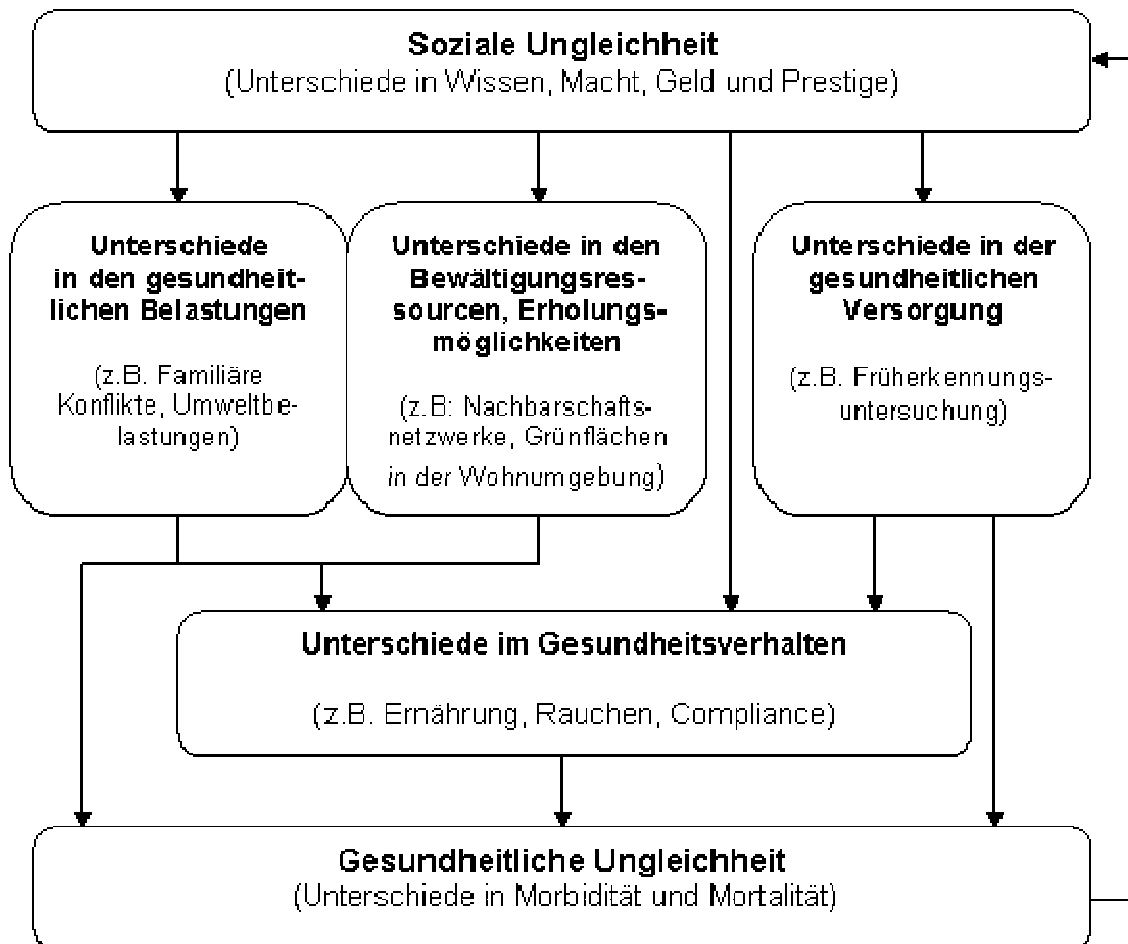 Soziale Ungleichheit
(Unterschiede in Wissen, Macht, Geld und Prestige)
Unterschiede
in den gesundheit-
lichen Belastungen
(z.B. Familiäre
Konflikte, Umweltbe-
lastungen)
Unterschiede in den
Bewältigungsres-
sourcen, Erholungs-
möglichkeiten
(z.B: Nachbarschafts-
netzwerke, Grünflächen
in der Wohnumgebung)
Unterschiede in der
gesundheitlichen
Versorgung
(z.B. Früherkennungs-
untersuchung)
Unterschiede im Gesundheitsverhalten
(z.B. Ernährung, Rauchen, Compliance)
Gesundheitliche Ungleichheit
(Unterschiede in Morbidität und Mortalität)